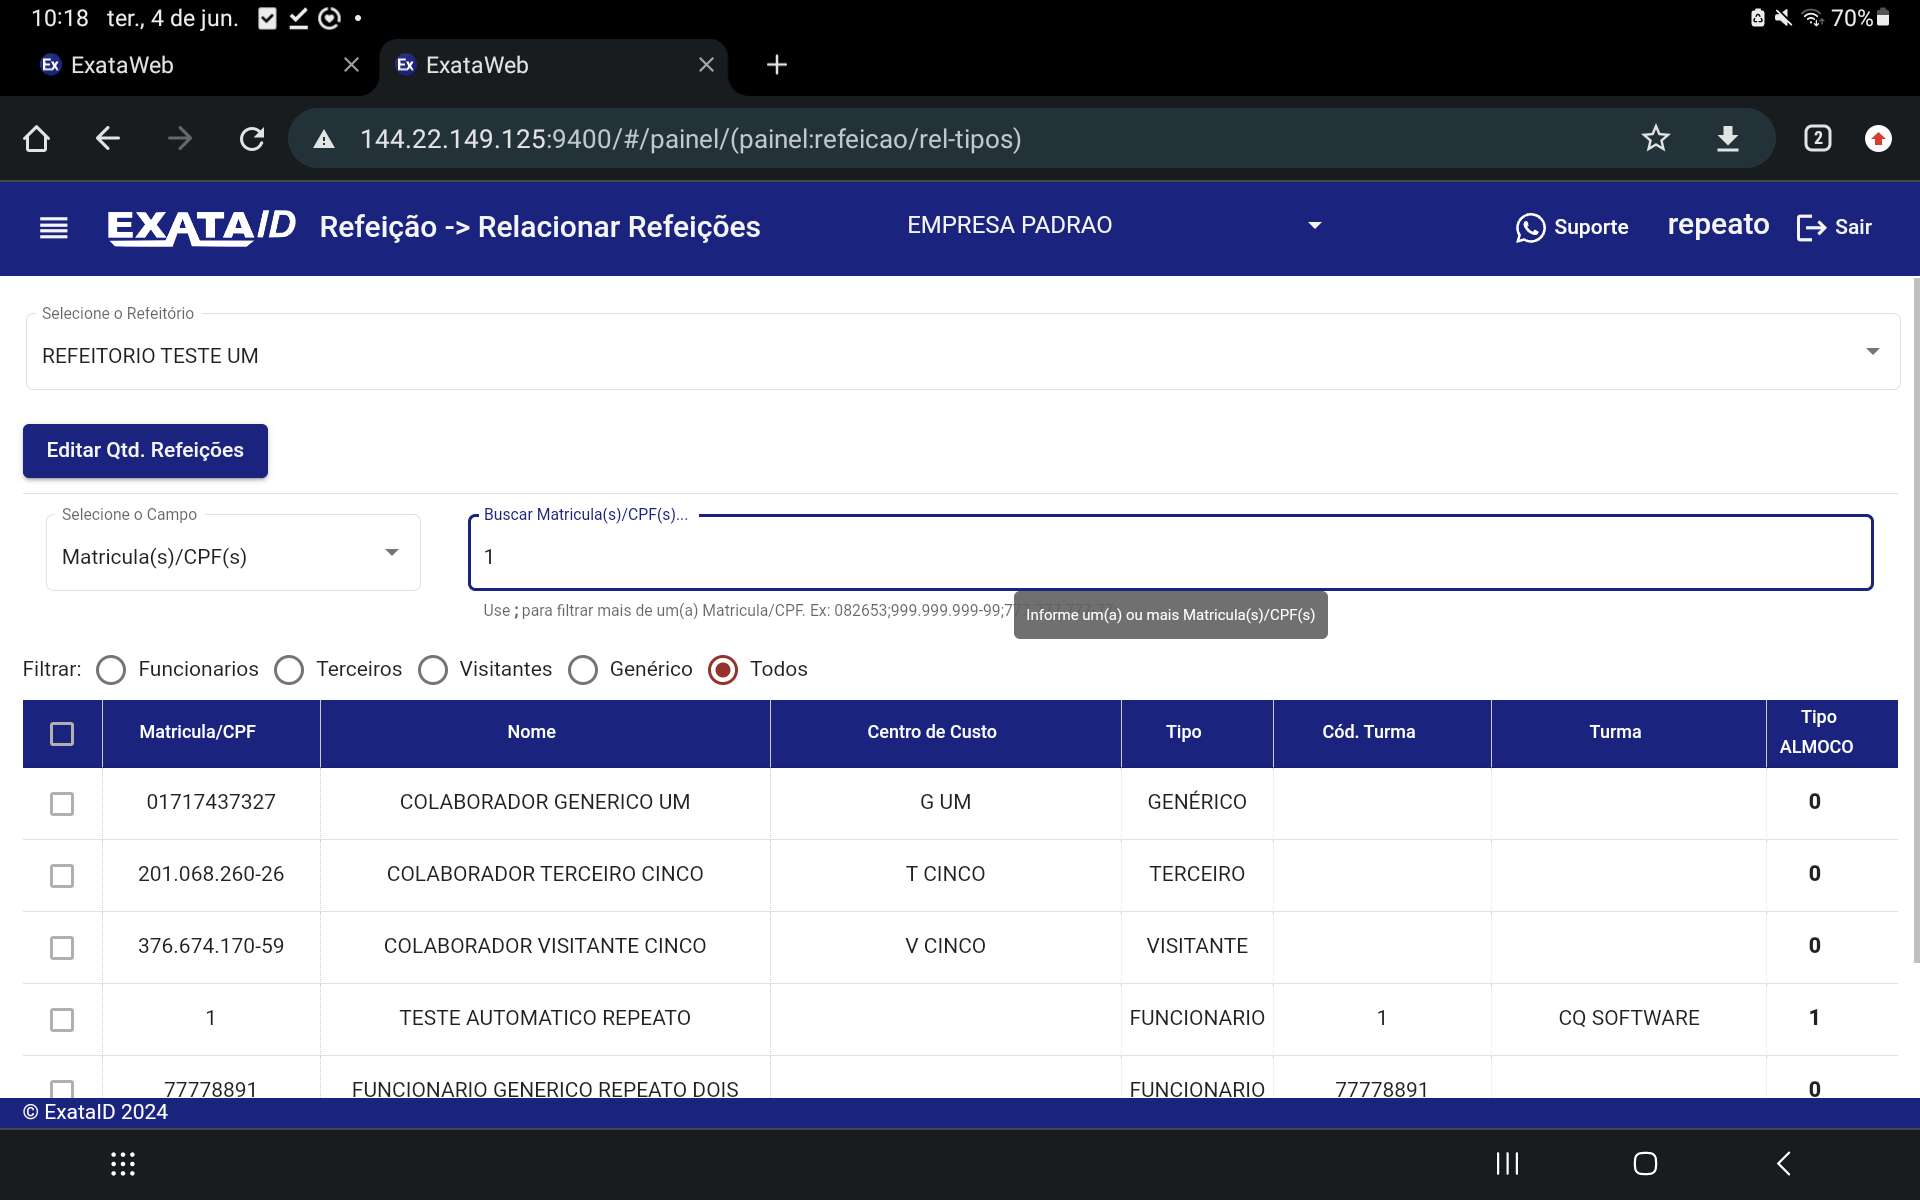 10:18 ter., 4 de jun.
70%
Ex ExataWeb
Ex ExataWeb
144.22.149.125:9400/#/painel/(painel:refeicao/rel-tipos)
2
EXATAID Refeição -> Relacionar Refeições EMPRESA PADRAO Suporte repeato Sair
Selecione o Refeitório
REFEITORIO TESTE UM
Editar Qtd. Refeições
Selecione o Campo
Matricula(s)/CPF(s)
Buscar Matricula(s)/CPF(s)...
1
Use ; para filtrar mais de um(a) Matricula/CPF. Ex: 082653;999.999.999-99;7
Informe um(a) ou mais Matricula(s)/CPF(s)
Filtrar: Funcionarios Terceiros Visitantes Genérico Todos
Matricula/CPF Nome Centro de Custo Tipo Cód. Turma Turma Tipo ALMOCO
01717437327 COLABORADOR GENERICO UM G UM GENÉRICO 0
201.068.260-26 COLABORADOR TERCEIRO CINCO T CINCO TERCEIRO 0
376.674.170-59 COLABORADOR VISITANTE CINCO V CINCO VISITANTE 0
1 TESTE AUTOMATICO REPEATO FUNCIONARIO 1 CQ SOFTWARE 1
77778891 FUNCIONARIO GENERICO REPEATO DOIS FUNCIONARIO 77778891 0
© ExataID 2024